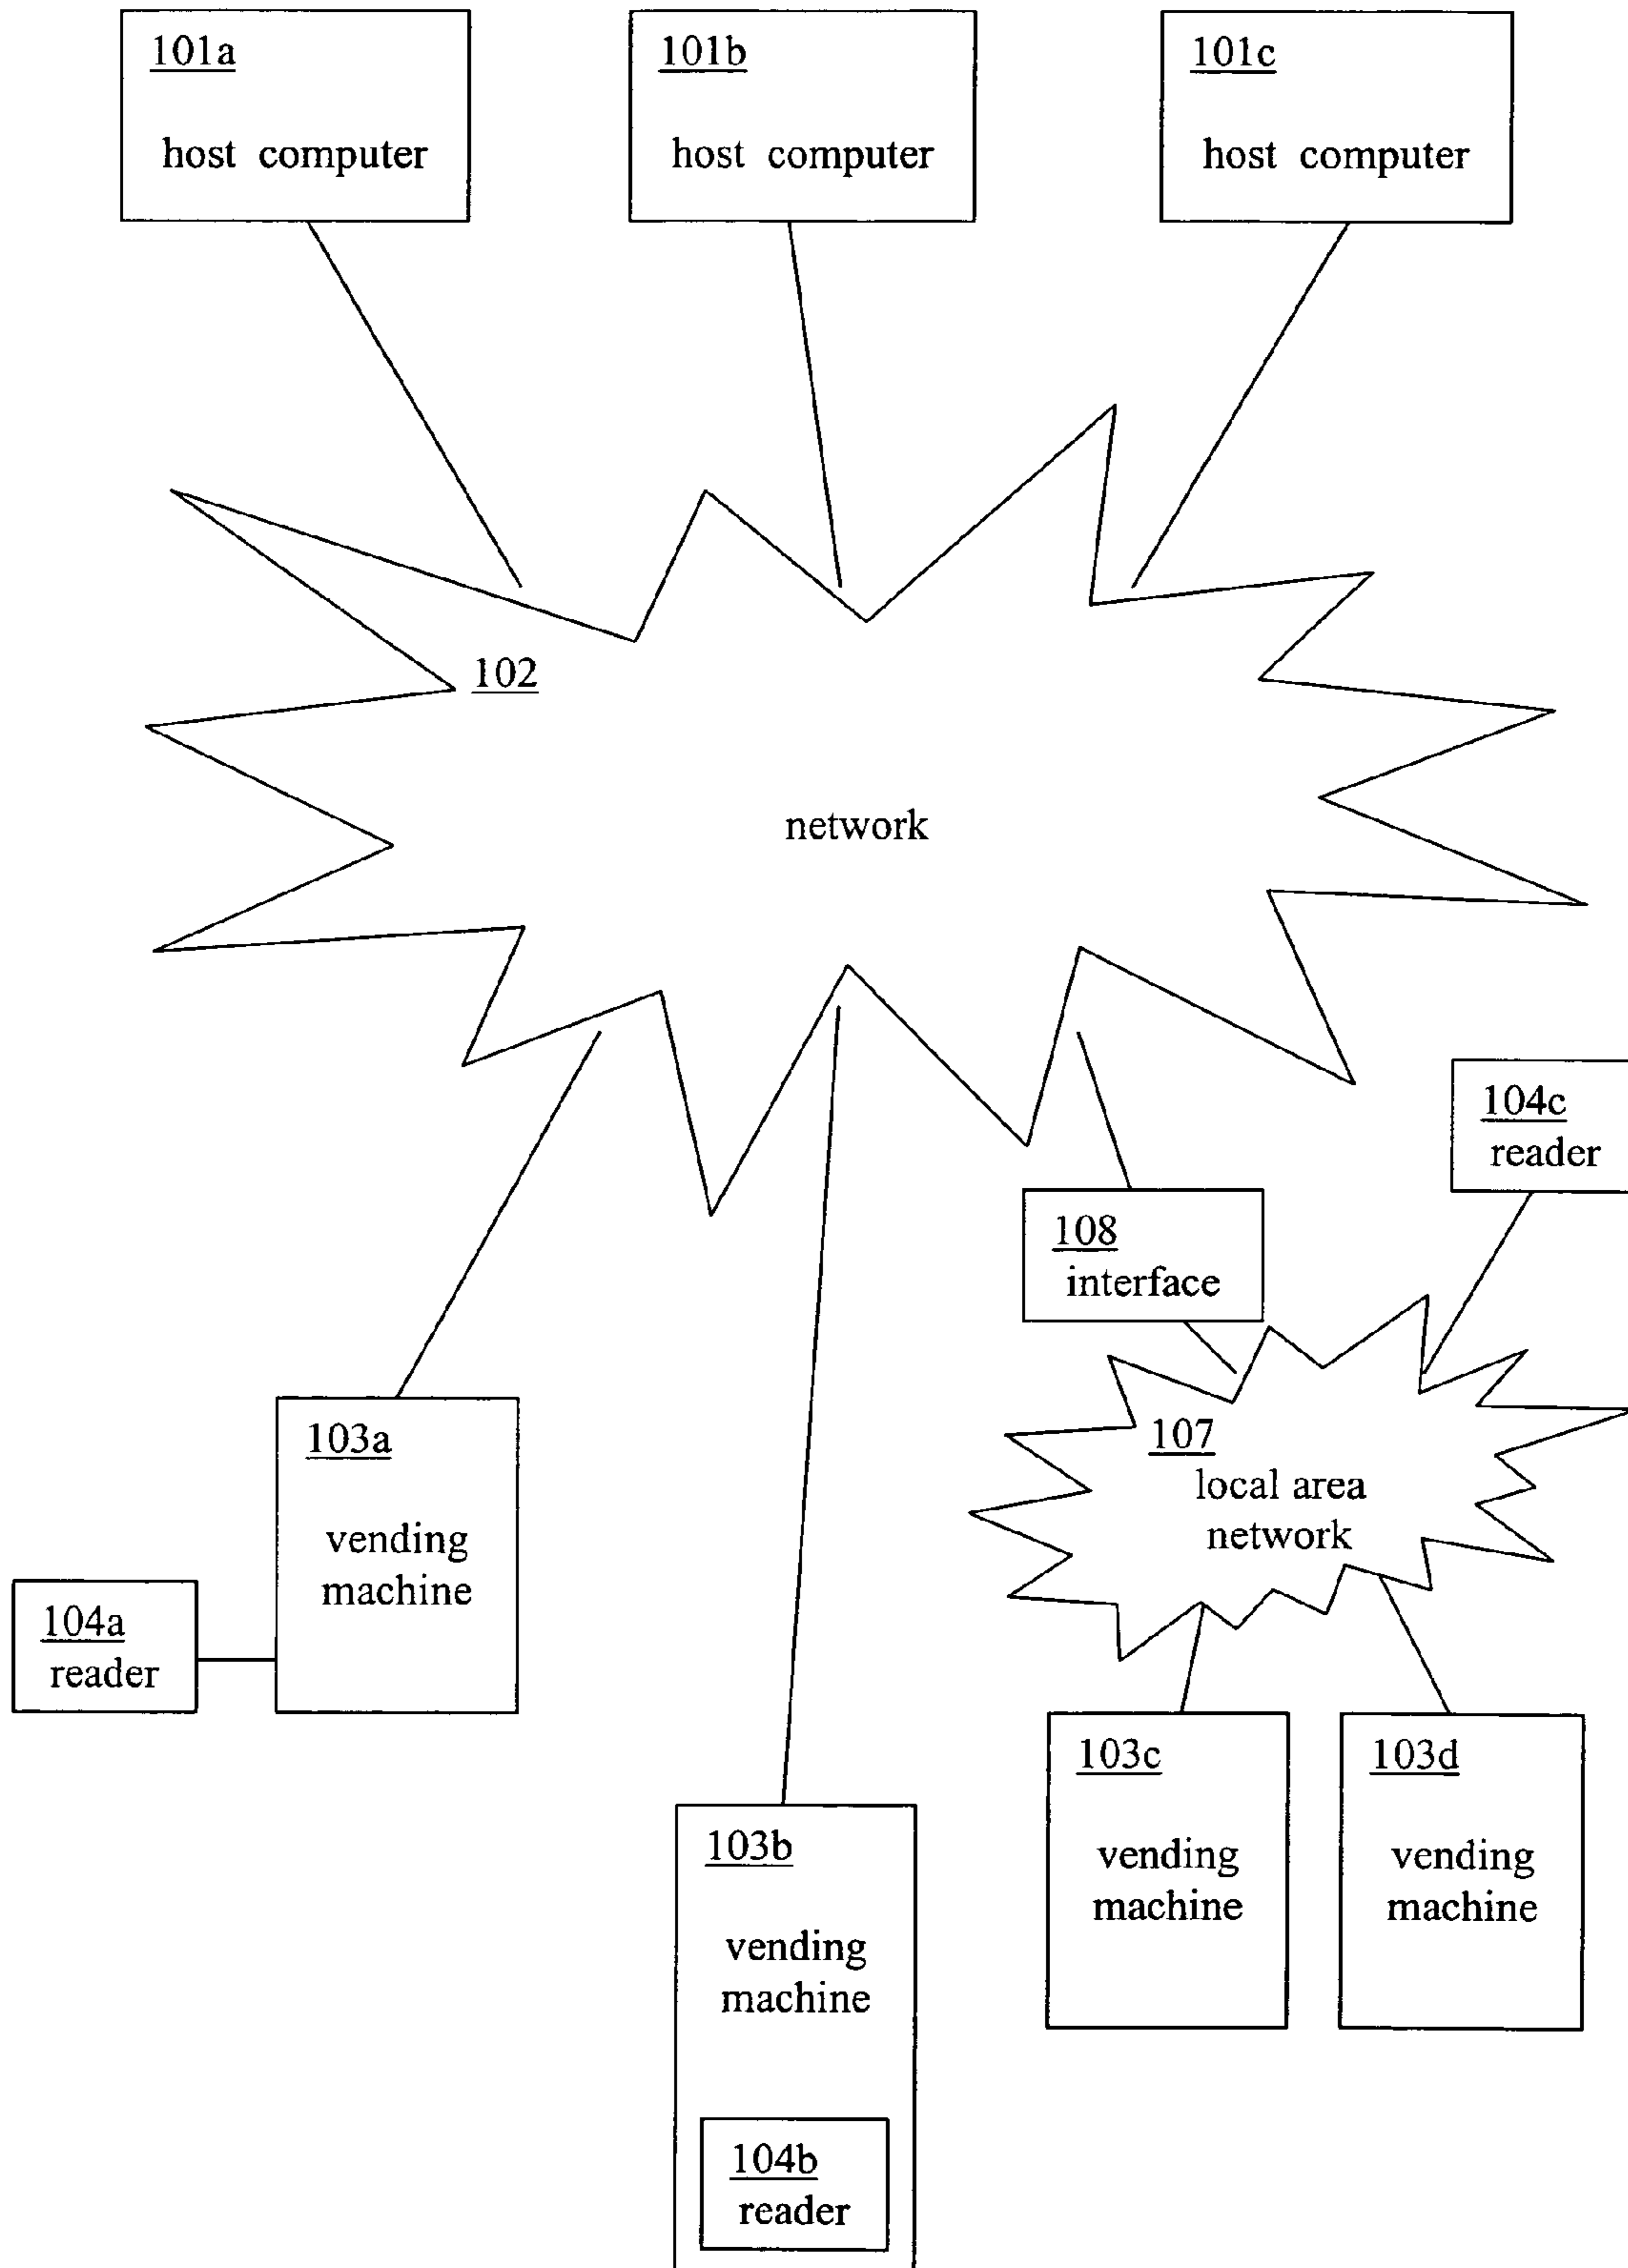 101a
host computer
101b
host computer
101c
host computer
102
network
104c
reader
108
interface
103a
vending
machine
107
local area
network
104a
reader
103c
vending
machine
103d
vending
machine
103b
vending
machine
104b
reader